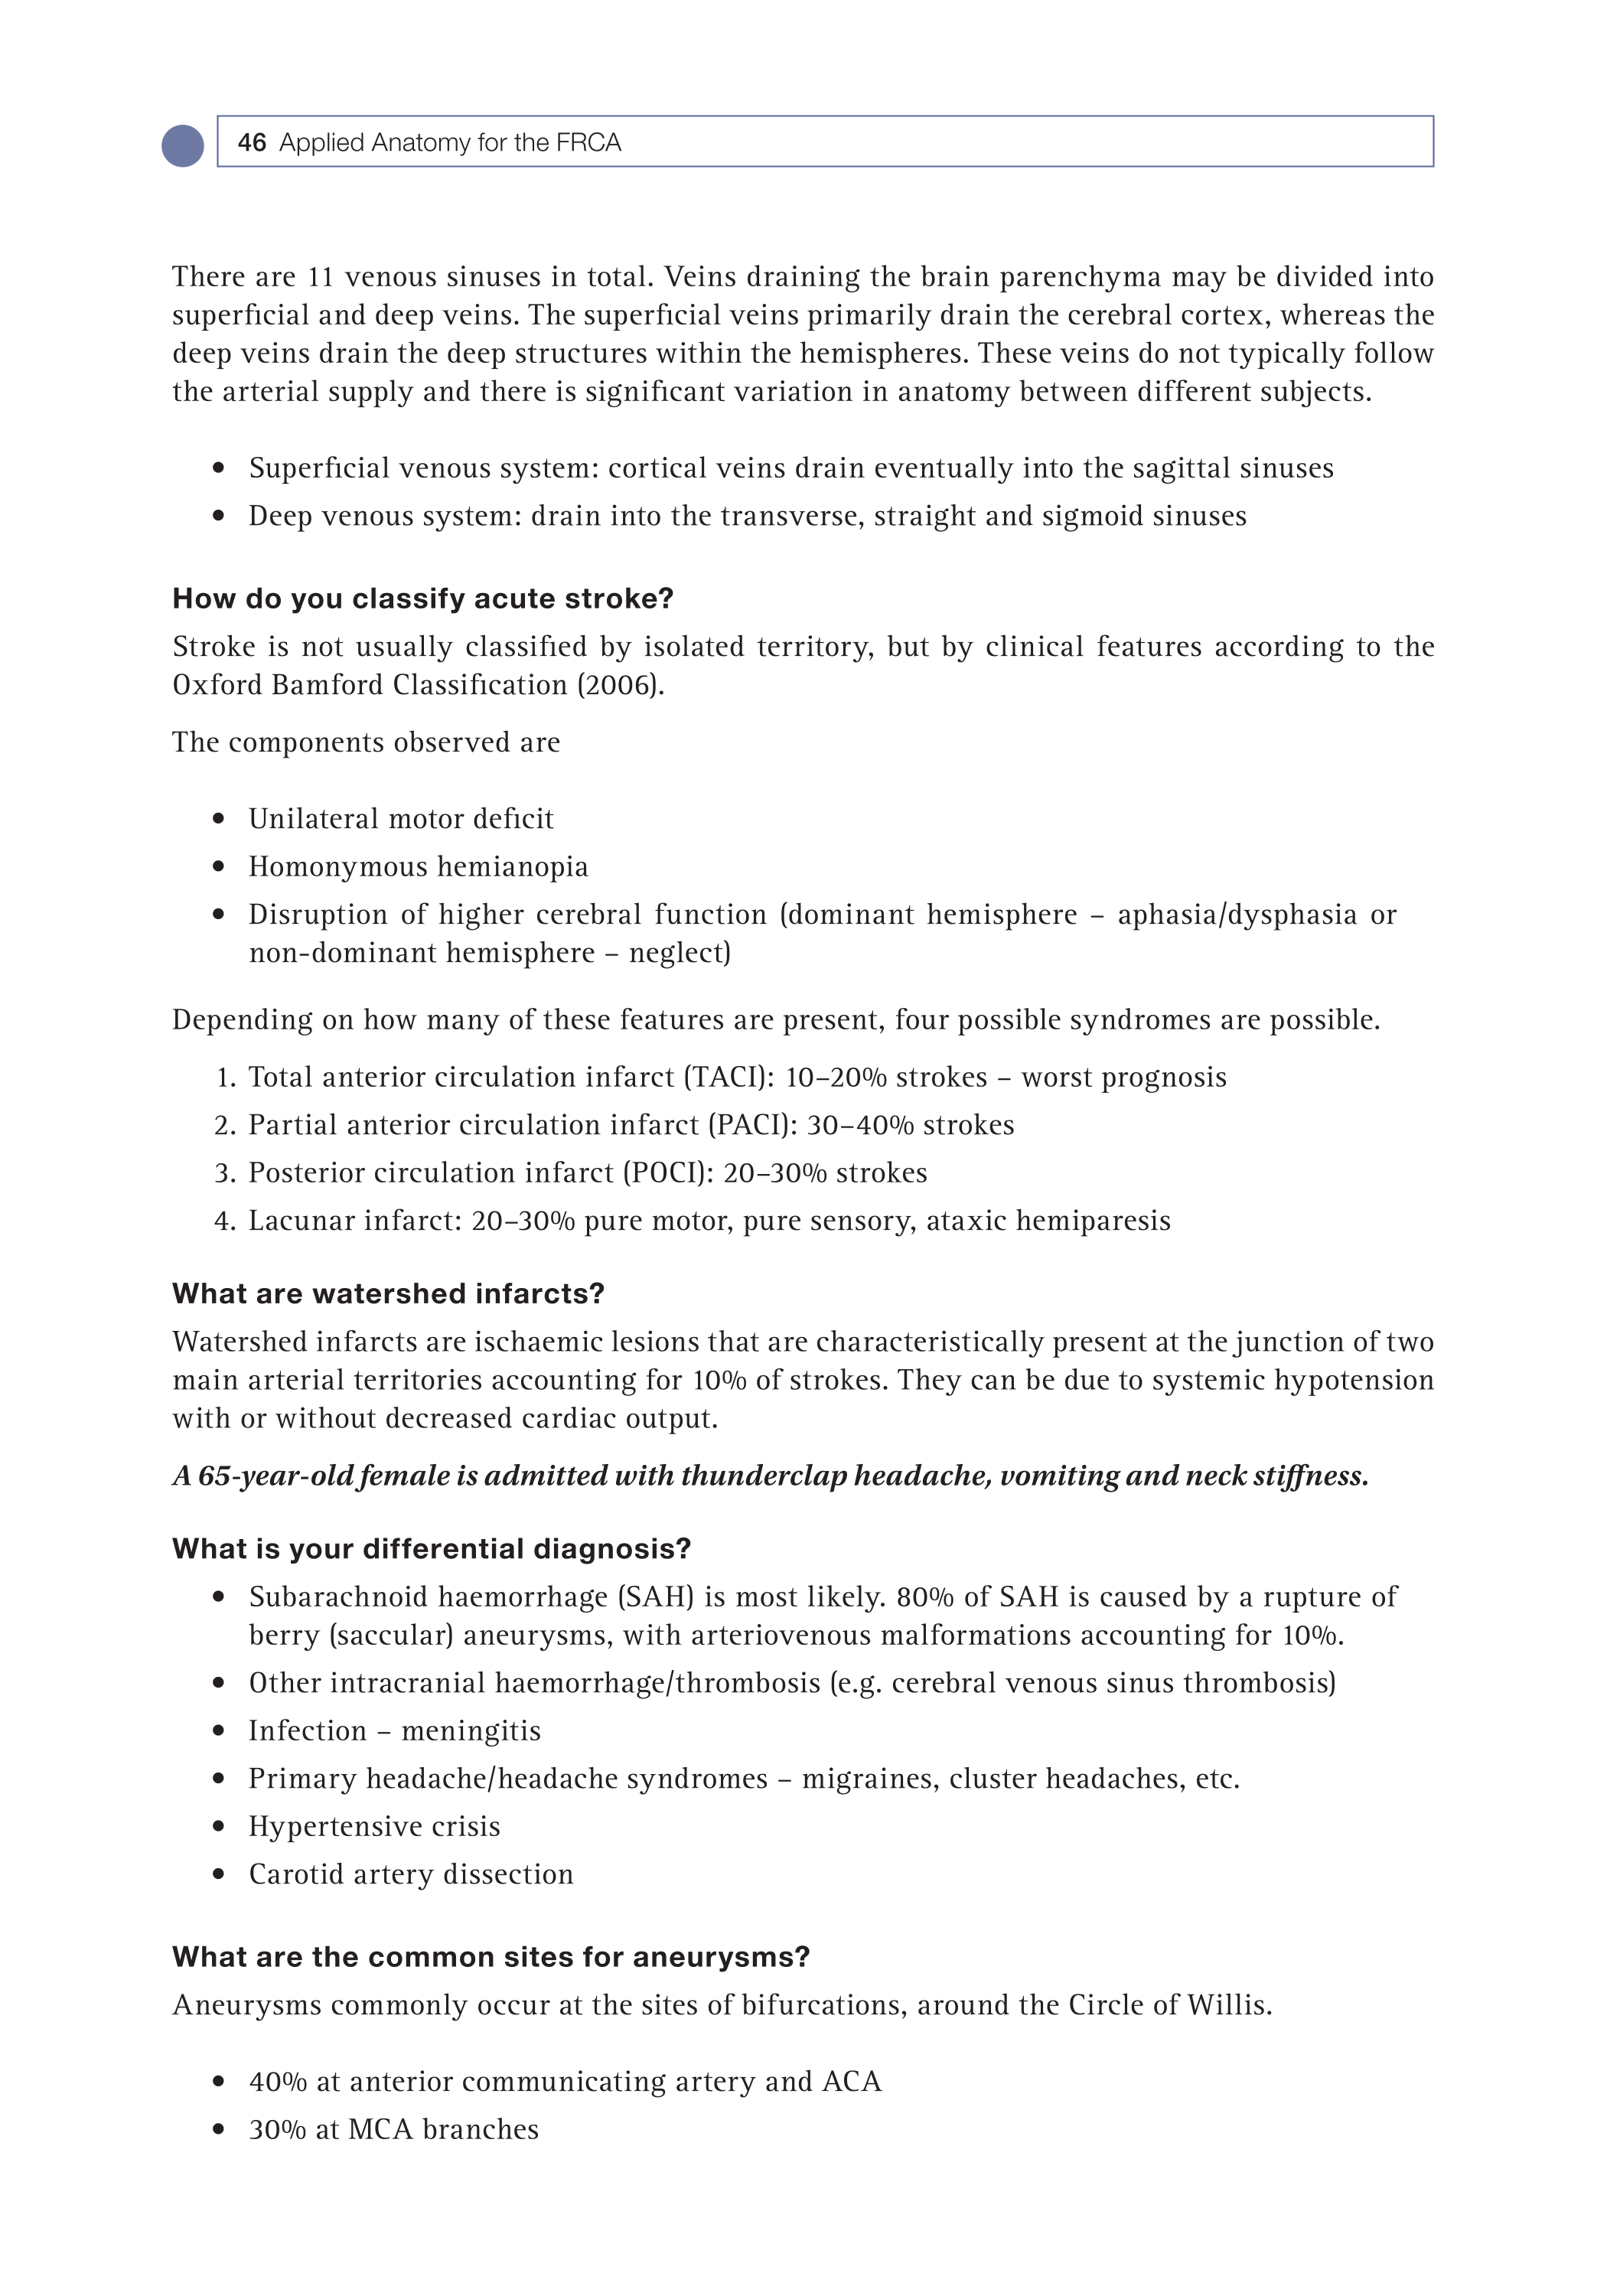 46 Applied Anatomy for the FRCA
There are 11 venous sinuses in total. Veins draining the brain parenchyma may be divided into
superficial and deep veins. The superficial veins primarily drain the cerebral cortex, whereas the
deep veins drain the deep structures within the hemispheres. These veins do not typically follow
the arterial supply and there is significant variation in anatomy between different subjects.
• Superficial venous system: cortical veins drain eventually into the sagittal sinuses
• Deep venous system: drain into the transverse, straight and sigmoid sinuses
How do you classify acute stroke?
Stroke is not usually classified by isolated territory, but by clinical features according to the
Oxford Bamford Classification (2006).
The components observed are
• Unilateral motor deficit
• Homonymous hemianopia
• Disruption of higher cerebral function (dominant hemisphere – aphasia/dysphasia or
non-dominant hemisphere – neglect)
Depending on how many of these features are present, four possible syndromes are possible.
1. Total anterior circulation infarct (TACI): 10–20% strokes – worst prognosis
2. Partial anterior circulation infarct (PACI): 30–40% strokes
3. Posterior circulation infarct (POCI): 20–30% strokes
4. Lacunar infarct: 20–30% pure motor, pure sensory, ataxic hemiparesis
What are watershed infarcts?
Watershed infarcts are ischaemic lesions that are characteristically present at the junction of two
main arterial territories accounting for 10% of strokes. They can be due to systemic hypotension
with or without decreased cardiac output.
A 65-year-old female is admitted with thunderclap headache, vomiting and neck stiffness.
What is your differential diagnosis?
• Subarachnoid haemorrhage (SAH) is most likely. 80% of SAH is caused by a rupture of
berry (saccular) aneurysms, with arteriovenous malformations accounting for 10%.
• Other intracranial haemorrhage/thrombosis (e.g. cerebral venous sinus thrombosis)
• Infection – meningitis
• Primary headache/headache syndromes – migraines, cluster headaches, etc.
• Hypertensive crisis
• Carotid artery dissection
What are the common sites for aneurysms?
Aneurysms commonly occur at the sites of bifurcations, around the Circle of Willis.
• 40% at anterior communicating artery and ACA
• 30% at MCA branches